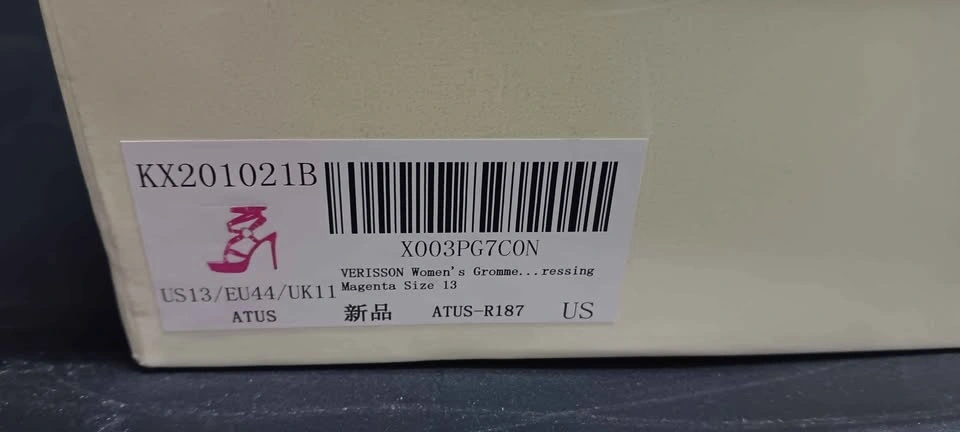 KX201021B
X003PG7C0N
VERISSON Women's Gromme...ressing
Magenta Size 13
US13/EU44/UK11
ATUS 新品 ATUS-R187 US